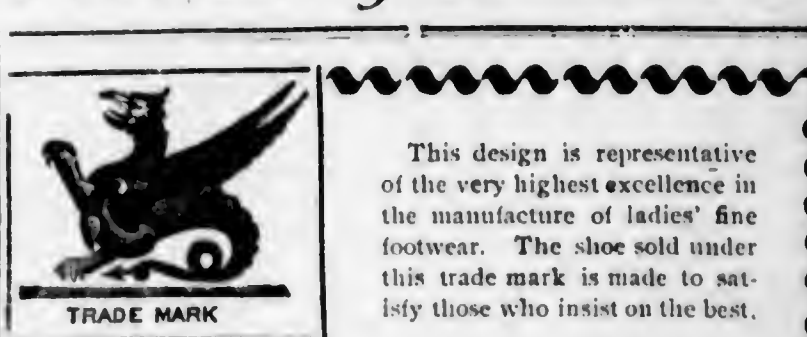 TRADE MARK
This design is representative
of the very highest excellence in
the manufacture of ladies' fine
footwear. The shoe sold under
this trade mark is made to sat-
isfy those who insist on the best.